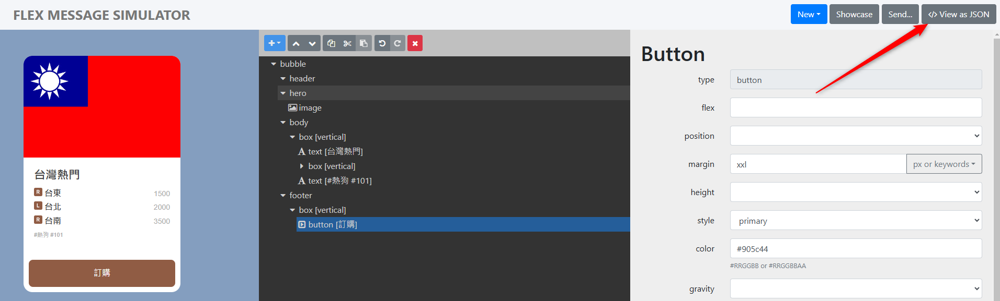 FLEX MESSAGE SIMULATOR
New
Showcase
Send...
</> View as JSON
台灣熱門
R 台東 1500
L 台北 2000
R 台南 3500
#熱狗 #101
訂購
bubble
header
hero
image
body
box [vertical]
A text [台灣熱門]
box [vertical]
A text [#熱狗 #101]
footer
box [vertical]
button [訂購]
Button
type button
flex
position
margin xxl px or keywords
height
style primary
color #905c44
#RRGGBB or #RRGGBBAA
gravity